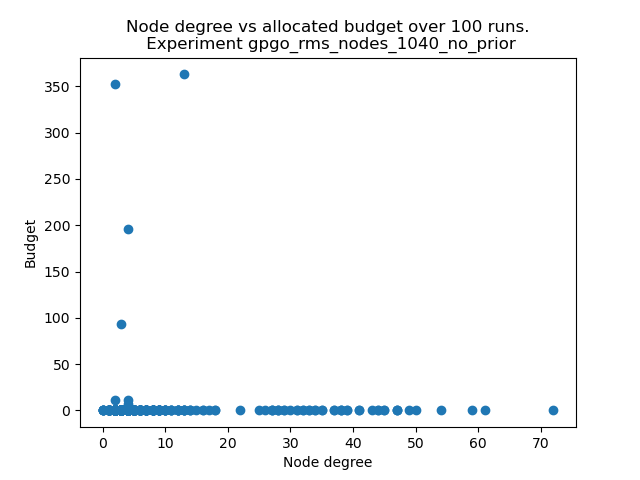 Node degree vs allocated budget over 100 runs.
Experiment gpgo_rms_nodes_1040_no_prior
350
300
250
200
150
100
50
0
Budget
0 10 20 30 40 50 60 70
Node degree